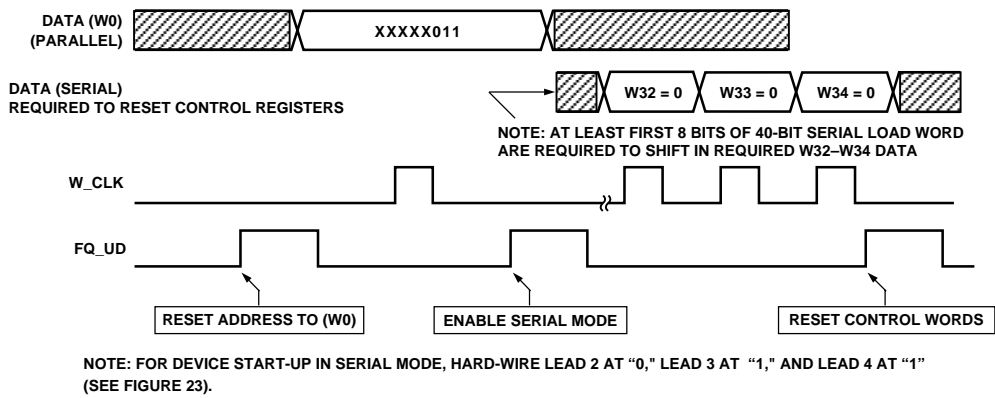 DATA (W0)
(PARALLEL)
XXXXX011
DATA (SERIAL)
REQUIRED TO RESET CONTROL REGISTERS
W32 = 0
W33 = 0
W34 = 0
NOTE: AT LEAST FIRST 8 BITS OF 40-BIT SERIAL LOAD WORD
ARE REQUIRED TO SHIFT IN REQUIRED W32–W34 DATA
W_CLK
FQ_UD
RESET ADDRESS TO (W0)
ENABLE SERIAL MODE
RESET CONTROL WORDS
NOTE: FOR DEVICE START-UP IN SERIAL MODE, HARD-WIRE LEAD 2 AT “0," LEAD 3 AT “1," AND LEAD 4 AT “1”
(SEE FIGURE 23).